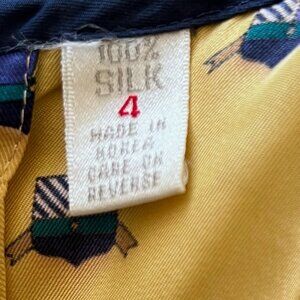 100%
SILK
4
MADE IN
KOREA
CARE ON
REVERSE